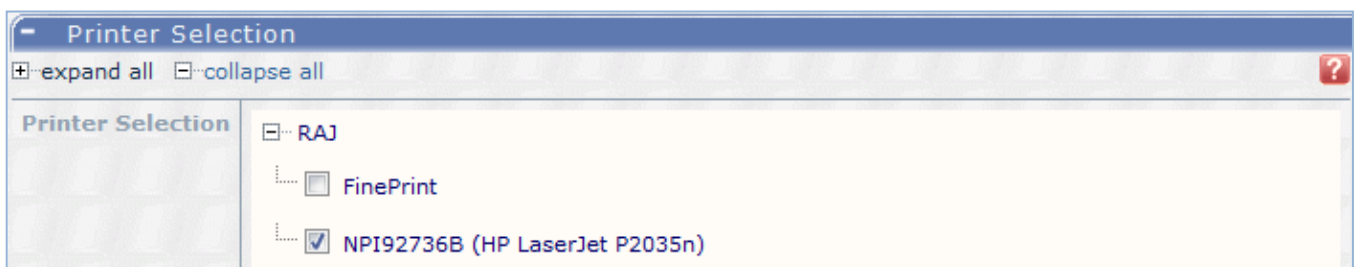 Printer Selection
expand all collapse all ?
Printer Selection
RAJ
FinePrint
NPI92736B (HP LaserJet P2035n)